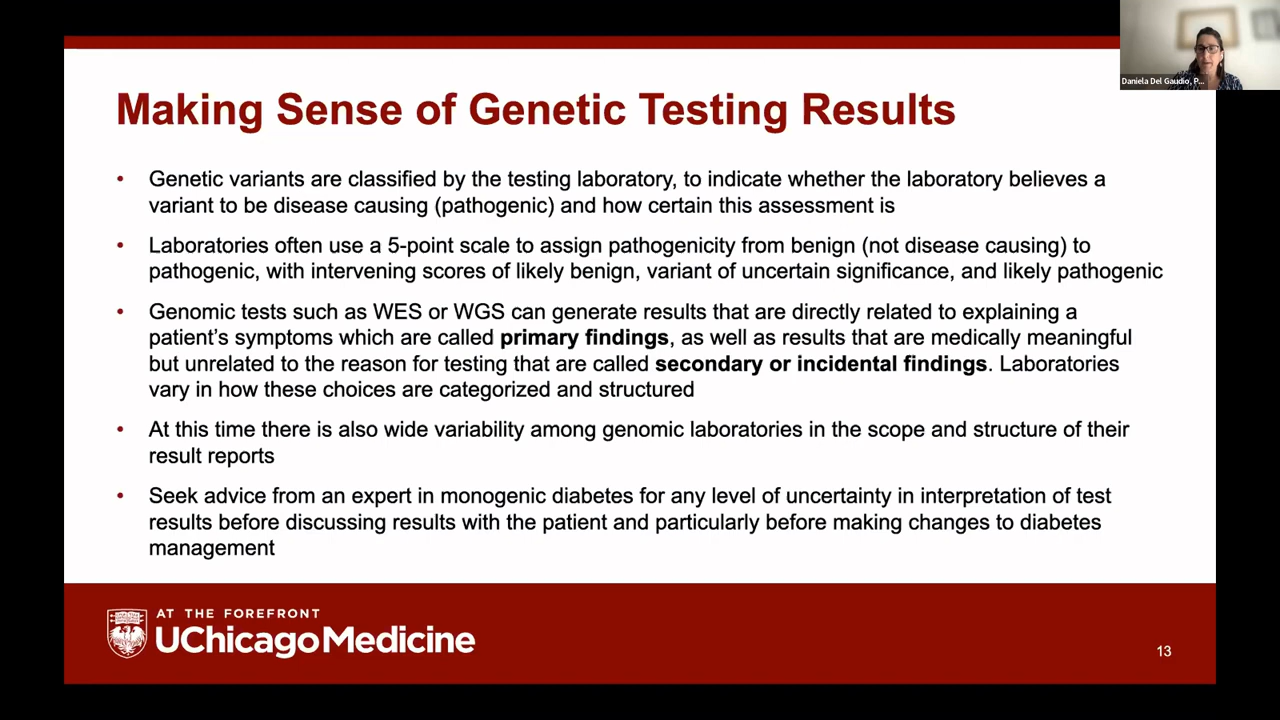 Daniela Del Gaudio, P...
Making Sense of Genetic Testing Results
• Genetic variants are classified by the testing laboratory, to indicate whether the laboratory believes a
variant to be disease causing (pathogenic) and how certain this assessment is
• Laboratories often use a 5-point scale to assign pathogenicity from benign (not disease causing) to
pathogenic, with intervening scores of likely benign, variant of uncertain significance, and likely pathogenic
• Genomic tests such as WES or WGS can generate results that are directly related to explaining a
patient’s symptoms which are called primary findings, as well as results that are medically meaningful
but unrelated to the reason for testing that are called secondary or incidental findings. Laboratories
vary in how these choices are categorized and structured
• At this time there is also wide variability among genomic laboratories in the scope and structure of their
result reports
• Seek advice from an expert in monogenic diabetes for any level of uncertainty in interpretation of test
results before discussing results with the patient and particularly before making changes to diabetes
management
AT THE FOREFRONT
UChicagoMedicine
13